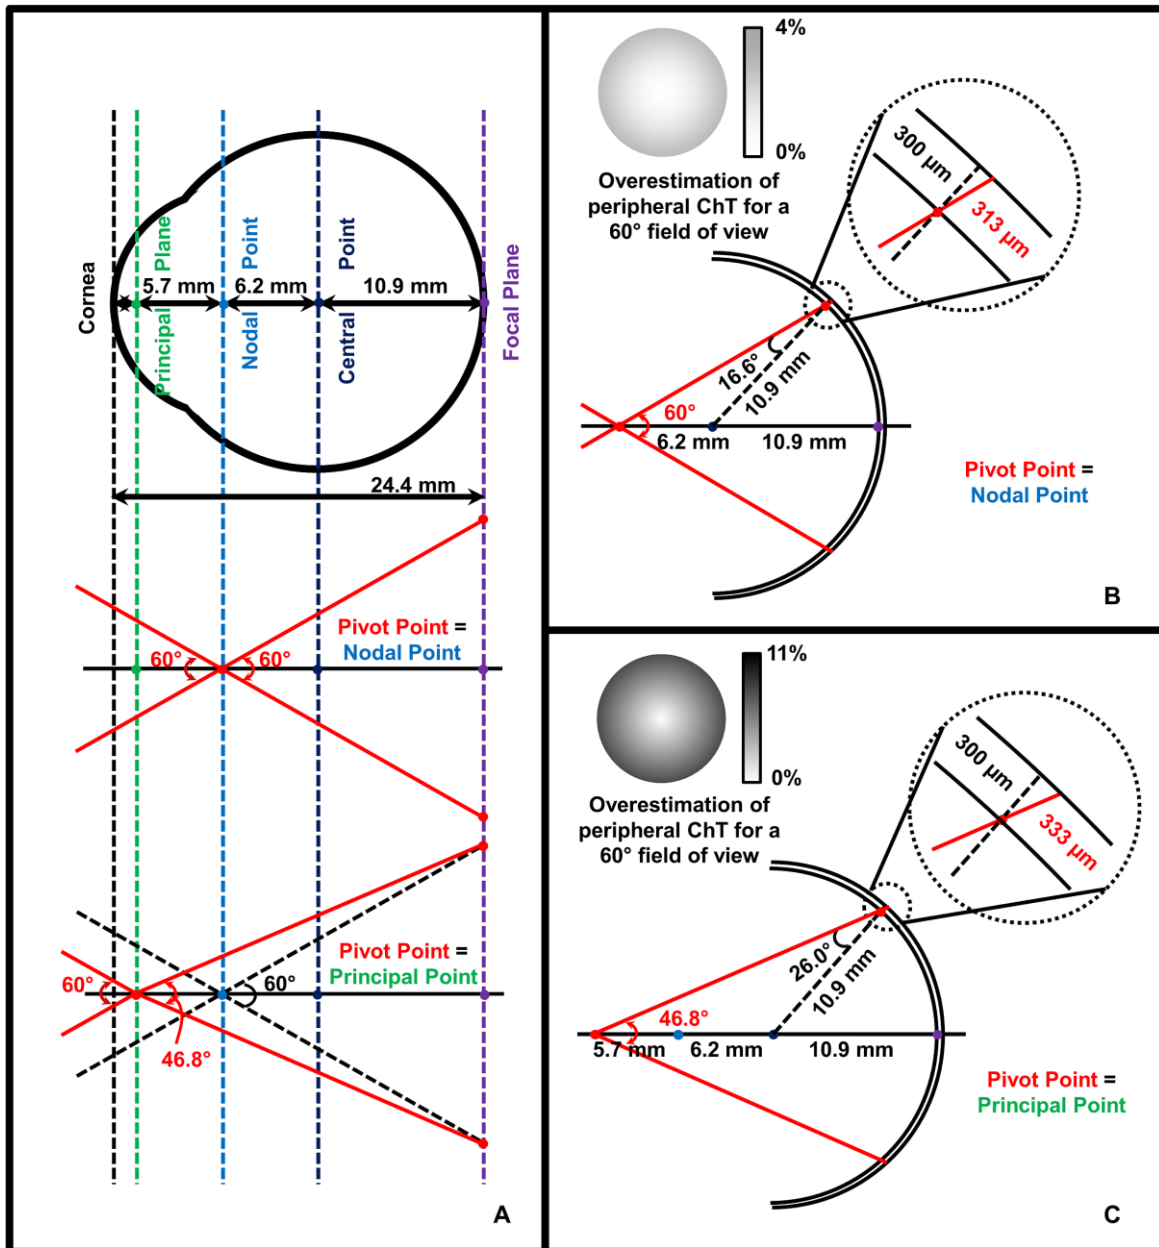 Cornea
Principal Plane
Nodal Point
Central Point
Focal Plane
5.7 mm
6.2 mm
10.9 mm
24.4 mm
Pivot Point =
Nodal Point
60°
60°
Pivot Point =
Principal Point
60°
60°
46.8°
A
4%
0%
Overestimation of
peripheral ChT for a
60° field of view
300 μm
313 μm
16.6°
10.9 mm
60°
6.2 mm
10.9 mm
Pivot Point =
Nodal Point
B
11%
0%
Overestimation of
peripheral ChT for a
60° field of view
300 μm
333 μm
26.0°
10.9 mm
46.8°
5.7 mm
6.2 mm
10.9 mm
Pivot Point =
Principal Point
C